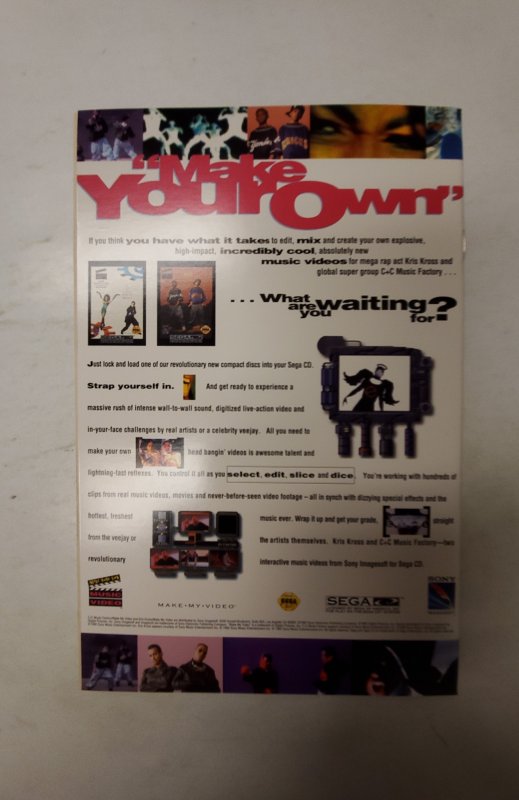 "Make
Your Own"
If you think you have what it takes to edit, mix and create your own explosive,
high-impact, incredibly cool, absolutely new
music videos for mega rap act Kris Kross and
global super group C+C Music Factory . . .
. . . What are you waiting for?
Just lock and load one of our revolutionary new compact discs into your Sega CD.
Strap yourself in. And get ready to experience a
massive rush of intense wall-to-wall sound, digitized live-action video and
in-your-face challenges by real artists or a celebrity veejay. All you need to
make your own head bangin' videos is awesome talent and
lightning-fast reflexes. You control it all as you select, edit, slice and dice. You're working with hundreds of
clips from real music videos, movies and never-before-seen video footage – all in synch with dizzying special effects and the
hottest, freshest music ever. Wrap it up and get your grade, straight
from the veejay or the artists themselves. Kris Kross and C+C Music Factory—two
revolutionary interactive music videos from Sony Imagesoft for Sega CD.
MUSIC
VIDEO
MAKE•MY•VIDEO
SEGA
SEGA CD
SONY